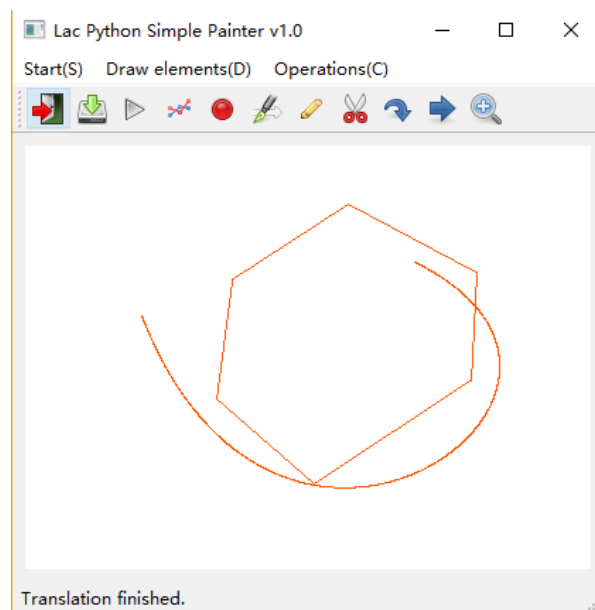 Lac Python Simple Painter v1.0
Start(S) Draw elements(D) Operations(C)
Translation finished.